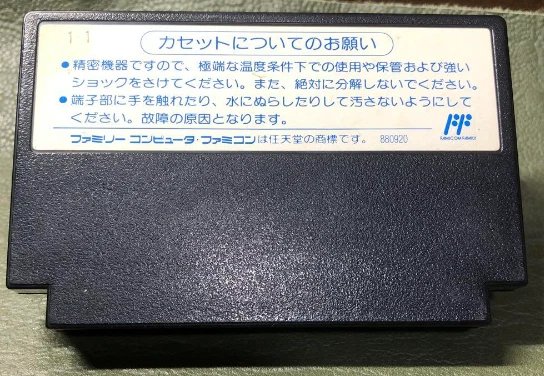 11
カセットについてのお願い
●精密機器ですので、極端な温度条件下での使用や保管および強い
ショックをさけてください。また、絶対に分解しないでください。
●端子部に手を触れたり、水にぬらしたりして汚さないようにして
ください。故障の原因となります。
ファミリー コンピュータ・ファミコンは任天堂の商標です。 880920